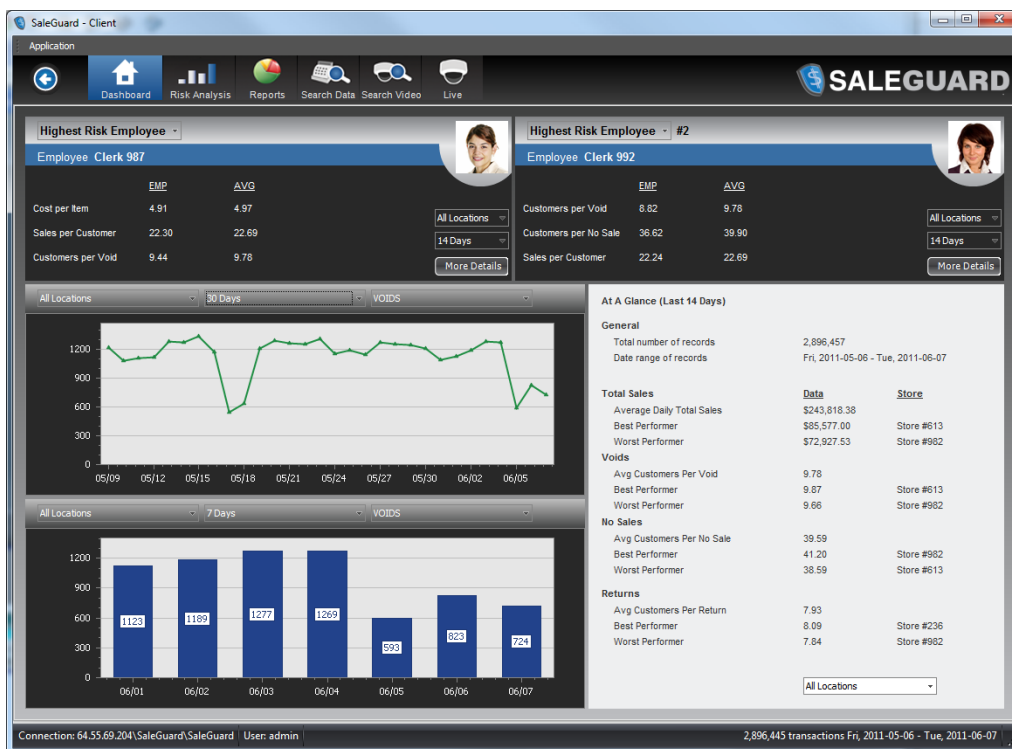 SaleGuard - Client
Application
Dashboard Risk Analysis Reports Search Data Search Video Live
SALEGUARD
Highest Risk Employee
Employee Clerk 987
EMP AVG
Cost per Item 4.91 4.97
Sales per Customer 22.30 22.69
Customers per Void 9.44 9.78
All Locations
14 Days
More Details
Highest Risk Employee #2
Employee Clerk 992
EMP AVG
Customers per Void 8.82 9.78
Customers per No Sale 36.62 39.90
Sales per Customer 22.24 22.69
All Locations
14 Days
More Details
All Locations 30 Days VOIDS
1200
900
600
300
0
05/09 05/12 05/15 05/18 05/21 05/24 05/27 05/30 06/02 06/05
All Locations 7 Days VOIDS
1200
900
600
300
0
1123 1189 1277 1269 593 823 724
06/01 06/02 06/03 06/04 06/05 06/06 06/07
At A Glance (Last 14 Days)
General
Total number of records 2,896,457
Date range of records Fri, 2011-05-06 - Tue, 2011-06-07
Total Sales Data Store
Average Daily Total Sales $243,818.38
Best Performer $85,577.00 Store #613
Worst Performer $72,927.53 Store #982
Voids
Avg Customers Per Void 9.78
Best Performer 9.87 Store #613
Worst Performer 9.66 Store #982
No Sales
Avg Customers Per No Sale 39.59
Best Performer 41.20 Store #982
Worst Performer 38.59 Store #613
Returns
Avg Customers Per Return 7.93
Best Performer 8.09 Store #236
Worst Performer 7.84 Store #982
All Locations
Connection: 64.55.69.204\SaleGuard\SaleGuard User: admin
2,896,445 transactions Fri, 2011-05-06 - Tue, 2011-06-07